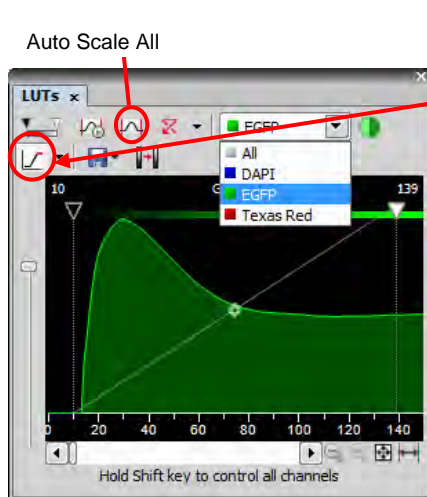 Auto Scale All
LUTs x
EGFP
All
DAPI
EGFP
Texas Red
10 G 139
20 40 60 80 100 120 140
Hold Shift key to control all channels